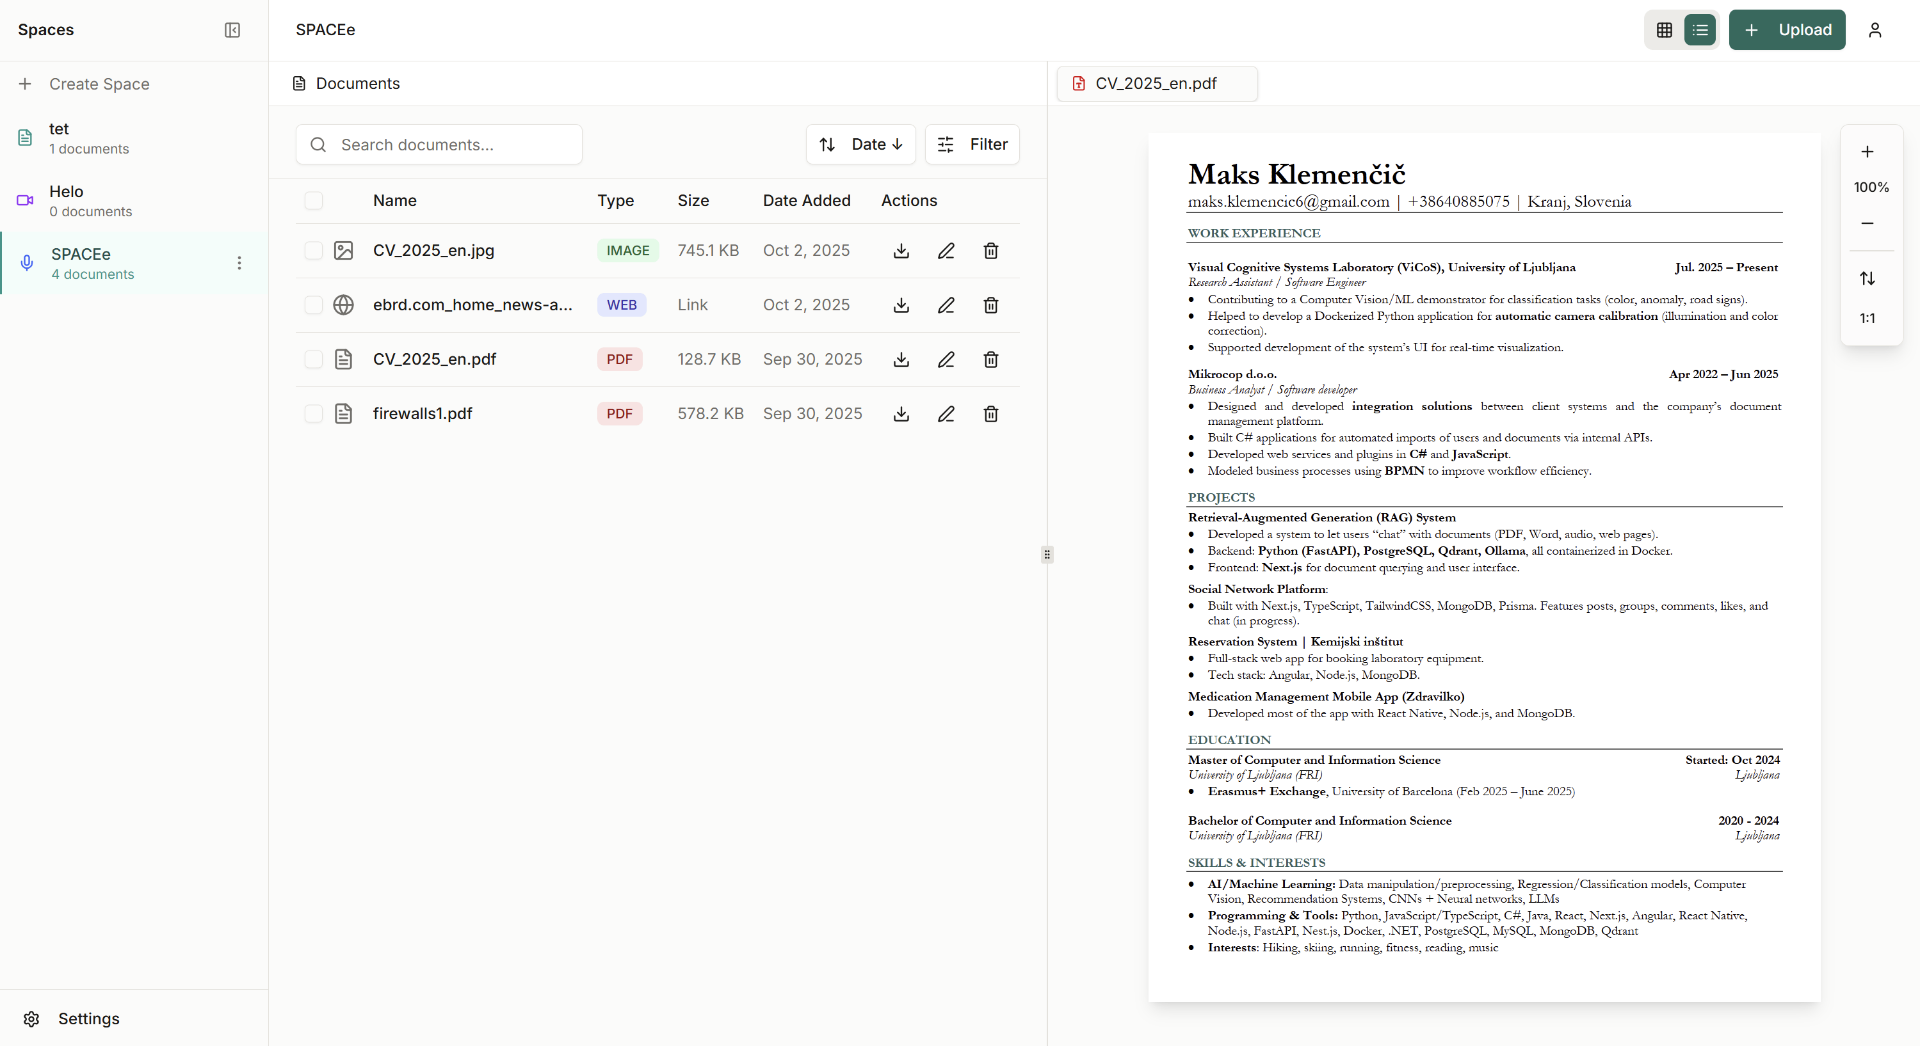 Spaces
Create Space
tet
1 documents
Helo
0 documents
SPACEe
4 documents
Settings
SPACEe
Upload
Documents
Search documents...
Date
Filter
Name Type Size Date Added Actions
CV_2025_en.jpg IMAGE 745.1 KB Oct 2, 2025
ebrd.com_home_news-a... WEB Link Oct 2, 2025
CV_2025_en.pdf PDF 128.7 KB Sep 30, 2025
firewalls1.pdf PDF 578.2 KB Sep 30, 2025
CV_2025_en.pdf
Maks Klemenčič
maks.klemencic6@gmail.com | +38640885075 | Kranj, Slovenia
WORK EXPERIENCE
Visual Cognitive Systems Laboratory (ViCoS), University of Ljubljana Jul. 2025 – Present
Research Assistant / Software Engineer
• Contributing to a Computer Vision/ML demonstrator for classification tasks (color, anomaly, road signs).
• Helped to develop a Dockerized Python application for automatic camera calibration (illumination and color
correction).
• Supported development of the system’s UI for real-time visualization.
Mikrocop d.o.o. Apr 2022 – Jun 2025
Business Analyst / Software developer
• Designed and developed integration solutions between client systems and the company’s document
management platform.
• Built C# applications for automated imports of users and documents via internal APIs.
• Developed web services and plugins in C# and JavaScript.
• Modeled business processes using BPMN to improve workflow efficiency.
PROJECTS
Retrieval-Augmented Generation (RAG) System
• Developed a system to let users “chat” with documents (PDF, Word, audio, web pages).
• Backend: Python (FastAPI), PostgreSQL, Qdrant, Ollama, all containerized in Docker.
• Frontend: Next.js for document querying and user interface.
Social Network Platform:
• Built with Next.js, TypeScript, TailwindCSS, MongoDB, Prisma. Features posts, groups, comments, likes, and
chat (in progress).
Reservation System | Kemijski inštitut
• Full-stack web app for booking laboratory equipment.
• Tech stack: Angular, Node.js, MongoDB.
Medication Management Mobile App (Zdravilko)
• Developed most of the app with React Native, Node.js, and MongoDB.
EDUCATION
Master of Computer and Information Science Started: Oct 2024
University of Ljubljana (FRI) Ljubljana
• Erasmus+ Exchange, University of Barcelona (Feb 2025 – June 2025)
Bachelor of Computer and Information Science 2020 - 2024
University of Ljubljana (FRI) Ljubljana
SKILLS & INTERESTS
• AI/Machine Learning: Data manipulation/preprocessing, Regression/Classification models, Computer
Vision, Recommendation Systems, CNNs + Neural networks, LLMs
• Programming & Tools: Python, JavaScript/TypeScript, C#, Java, React, Next.js, Angular, React Native,
Node.js, FastAPI, Nest.js, Docker, .NET, PostgreSQL, MySQL, MongoDB, Qdrant
• Interests: Hiking, skiing, running, fitness, reading, music
100%
1:1